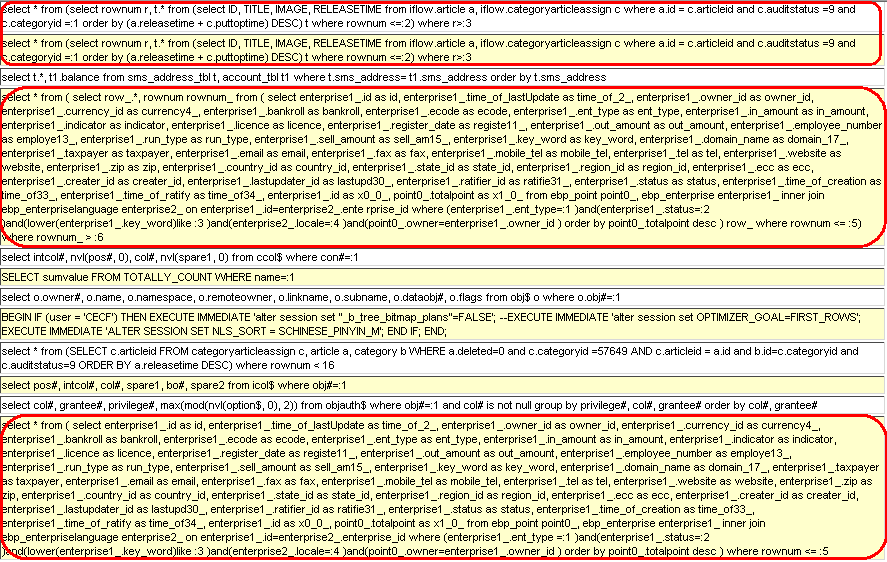 select * from (select rownum r, t.* from (select ID, TITLE, IMAGE, RELEASETIME from iflow.article a, iflow.categoryarticleassign c where a.id = c.articleid and c.auditstatus =9 and
c.categoryid =:1 order by (a.releasetime + c.puttoptime) DESC) t where rownum <=:2) where r>:3
select * from (select rownum r, t.* from (select ID, TITLE, IMAGE, RELEASETIME from iflow.article a, iflow.categoryarticleassign c where a.id = c.articleid and c.auditstatus =9 and
c.categoryid =:1 order by (a.releasetime + c.puttoptime) DESC) t where rownum <=:2) where r>:3
select t.*, t1.balance from sms_address_tbl t, account_tbl t1 where t.sms_address= t1.sms_address order by t.sms_address
select * from ( select row_.*, rownum rownum_ from ( select enterprise1_.id as id, enterprise1_.time_of_lastUpdate as time_of_2_, enterprise1_.owner_id as owner_id,
enterprise1_.currency_id as currency4_, enterprise1_.bankroll as bankroll, enterprise1_.ecode as ecode, enterprise1_.ent_type as ent_type, enterprise1_.in_amount as in_amount,
enterprise1_.indicator as indicator, enterprise1_.licence as licence, enterprise1_.register_date as registe11_, enterprise1_.out_amount as out_amount, enterprise1_.employee_number
as employe13_, enterprise1_.run_type as run_type, enterprise1_.sell_amount as sell_am15_, enterprise1_.key_word as key_word, enterprise1_.domain_name as domain_17_,
enterprise1_.taxpayer as taxpayer, enterprise1_.email as email, enterprise1_.fax as fax, enterprise1_.mobile_tel as mobile_tel, enterprise1_.tel as tel, enterprise1_.website as
website, enterprise1_.zip as zip, enterprise1_.country_id as country_id, enterprise1_.state_id as state_id, enterprise1_.region_id as region_id, enterprise1_.ecc as ecc,
enterprise1_.creater_id as creater_id, enterprise1_.lastupdater_id as lastupd30_, enterprise1_.ratifier_id as ratifie31_, enterprise1_.status as status, enterprise1_.time_of_creation as
time_of33_, enterprise1_.time_of_ratify as time_of34_, enterprise1_.id as x0_0_, point0_.totalpoint as x1_0_ from ebp_point point0_, ebp_enterprise enterprise1_ inner join
ebp_enterpriselanguage enterprise2_ on enterprise1_.id=enterprise2_.ente rprise_id where (enterprise1_.ent_type=:1 )and(enterprise1_.status=:2
)and(lower(enterprise1_.key_word)like :3 )and(enterprise2_.locale=:4 )and(point0_.owner=enterprise1_.owner_id ) order by point0_.totalpoint desc ) row_ where rownum <= :5)
where rownum_ > :6
select intcol#, nvl(pos#, 0), col#, nvl(spare1, 0) from ccol$ where con#=:1
SELECT sumvalue FROM TOTALLY_COUNT WHERE name=:1
select o.owner#, o.name, o.namespace, o.remoteowner, o.linkname, o.subname, o.dataobj#, o.flags from obj$ o where o.obj#=:1
BEGIN IF (user = 'CECF') THEN EXECUTE IMMEDIATE 'alter session set "_b_tree_bitmap_plans"=FALSE'; --EXECUTE IMMEDIATE 'alter session set OPTIMIZER_GOAL=FIRST_ROWS';
EXECUTE IMMEDIATE 'ALTER SESSION SET NLS_SORT = SCHINESE_PINYIN_M'; END IF; END;
select * from (SELECT c.articleid FROM categoryarticleassign c, article a, category b WHERE a.deleted=0 and c.categoryid =57649 AND c.articleid = a.id and b.id=c.categoryid and
c.auditstatus=9 ORDER BY a.releasetime DESC) where rownum < 16
select pos#, intcol#, col#, spare1, bo#, spare2 from icol$ where obj#=:1
select col#, grantee#, privilege#, max(mod(nvl(option$, 0), 2)) from objauth$ where obj#=:1 and col# is not null group by privilege#, col#, grantee# order by col#, grantee#
select * from ( select enterprise1_.id as id, enterprise1_.time_of_lastUpdate as time_of_2_, enterprise1_.owner_id as owner_id, enterprise1_.currency_id as currency4_,
enterprise1_.bankroll as bankroll, enterprise1_.ecode as ecode, enterprise1_.ent_type as ent_type, enterprise1_.in_amount as in_amount, enterprise1_.indicator as indicator,
enterprise1_.licence as licence, enterprise1_.register_date as registe11_, enterprise1_.out_amount as out_amount, enterprise1_.employee_number as employe13_,
enterprise1_.run_type as run_type, enterprise1_.sell_amount as sell_am15_, enterprise1_.key_word as key_word, enterprise1_.domain_name as domain_17_, enterprise1_.taxpayer
as taxpayer, enterprise1_.email as email, enterprise1_.fax as fax, enterprise1_.mobile_tel as mobile_tel, enterprise1_.tel as tel, enterprise1_.website as website, enterprise1_.zip as
zip, enterprise1_.country_id as country_id, enterprise1_.state_id as state_id, enterprise1_.region_id as region_id, enterprise1_.ecc as ecc, enterprise1_.creater_id as creater_id,
enterprise1_.lastupdater_id as lastupd30_, enterprise1_.ratifier_id as ratifie31_, enterprise1_.status as status, enterprise1_.time_of_creation as time_of33_,
enterprise1_.time_of_ratify as time_of34_, enterprise1_.id as x0_0_, point0_.totalpoint as x1_0_ from ebp_point point0_, ebp_enterprise enterprise1_ inner join
ebp_enterpriselanguage enterprise2_ on enterprise1_.id=enterprise2_.enterprise_id where (enterprise1_.ent_type =:1 )and(enterprise1_.status=:2
)and(lower(enterprise1_.key_word)like :3 )and(enterprise2_.locale=:4 )and(point0_.owner=enterprise1_.owner_id ) order by point0_.totalpoint desc ) where rownum <= :5